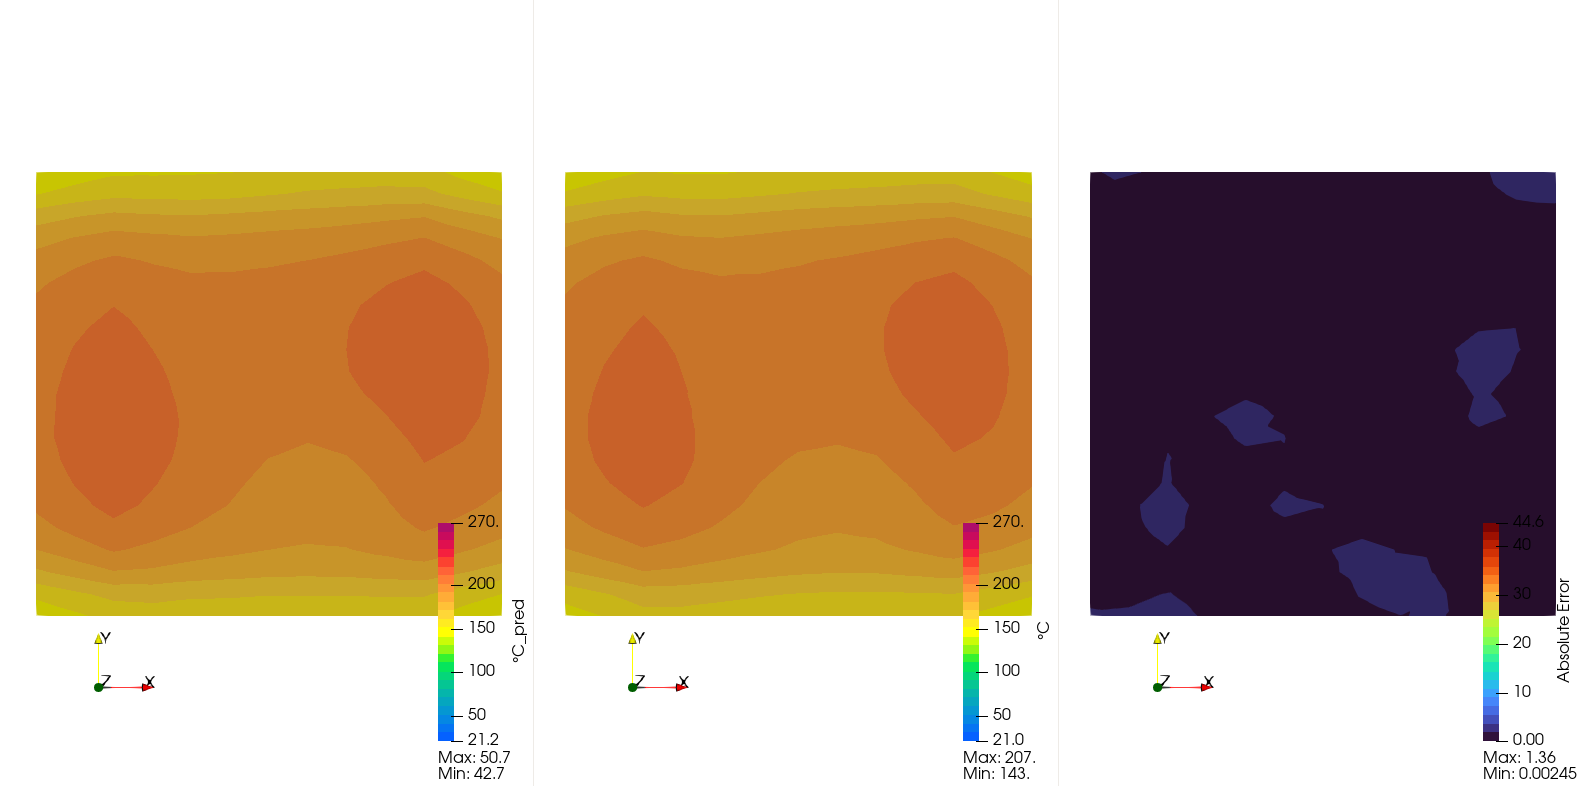 270.
200
150
100
50
21.2
°C_pred
Max: 50.7
Min: 42.7
Y
Z
X
270.
200
150
100
50
21.0
°C
Max: 207.
Min: 143.
Y
Z
X
44.6
40
30
20
10
0.00
Absolute Error
Max: 1.36
Min: 0.00245
Y
Z
X